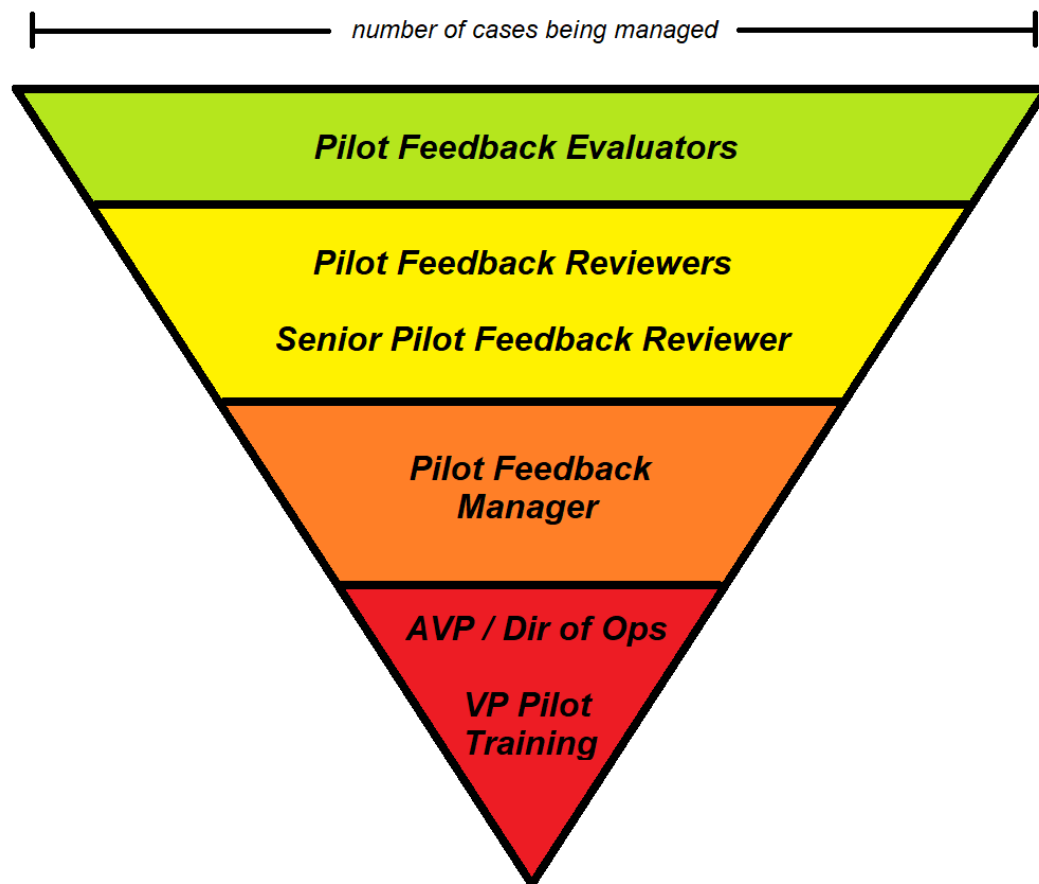 number of cases being managed
Pilot Feedback Evaluators
Pilot Feedback Reviewers
Senior Pilot Feedback Reviewer
Pilot Feedback
Manager
AVP / Dir of Ops
VP Pilot
Training